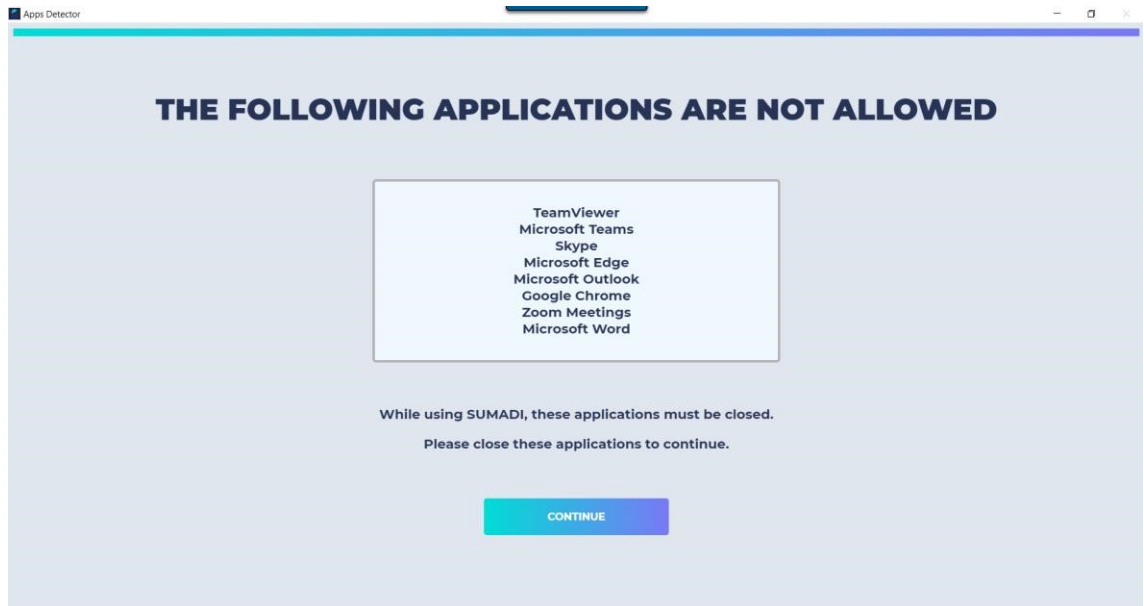 Apps Detector
THE FOLLOWING APPLICATIONS ARE NOT ALLOWED
TeamViewer
Microsoft Teams
Skype
Microsoft Edge
Microsoft Outlook
Google Chrome
Zoom Meetings
Microsoft Word
While using SUMADI, these applications must be closed.
Please close these applications to continue.
CONTINUE